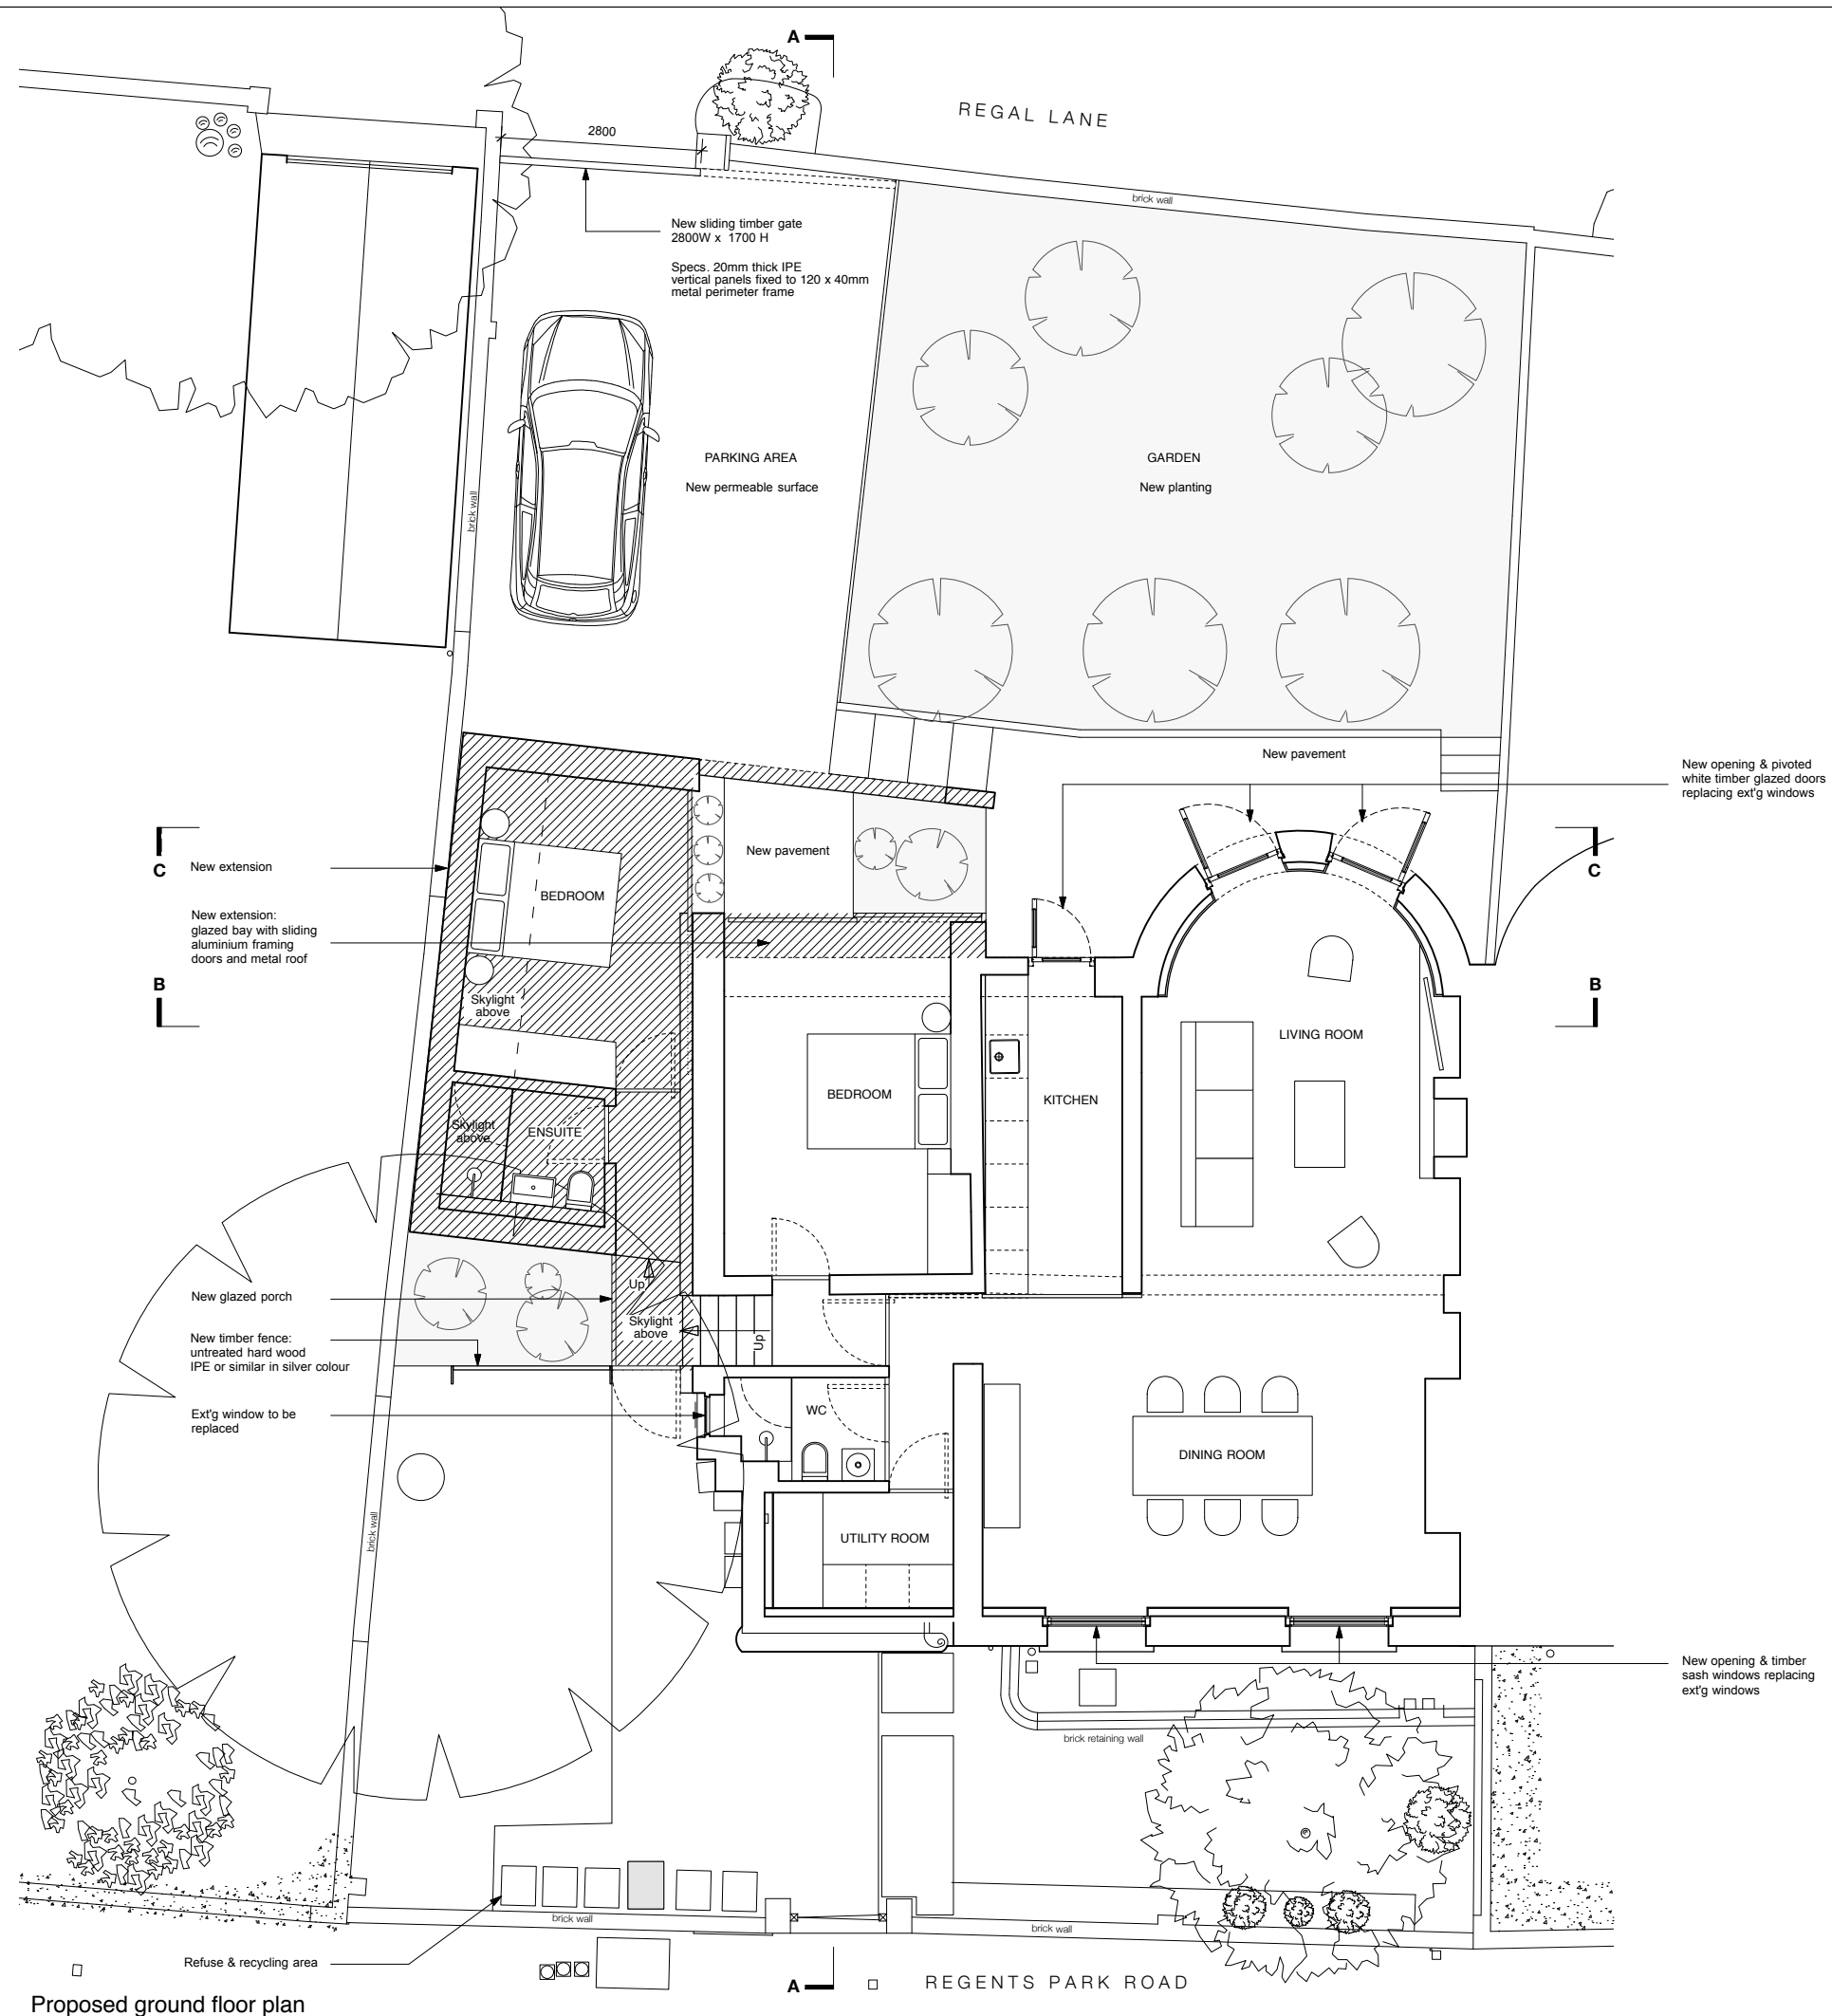 A
REGAL LANE
2800
brick wall
New sliding timber gate
2800W x 1700 H
Specs. 20mm thick IPE
vertical panels fixed to 120 x 40mm
metal perimeter frame
PARKING AREA
New permeable surface
GARDEN
New planting
brick wall
New pavement
New opening & pivoted
white timber glazed doors
replacing ext'g windows
C
New extension
New pavement
C
BEDROOM
New extension:
glazed bay with sliding
aluminium framing
doors and metal roof
B
Skylight
above
B
LIVING ROOM
BEDROOM
KITCHEN
Skylight
above
ENSUITE
New glazed porch
Up
Skylight
above
Up
New timber fence:
untreated hard wood
IPE or similar in silver colour
Ext'g window to be
replaced
WC
DINING ROOM
UTILITY ROOM
brick wall
New opening & timber
sash windows replacing
ext'g windows
brick retaining wall
brick wall
brick wall
Refuse & recycling area
A
REGENTS PARK ROAD
Proposed ground floor plan